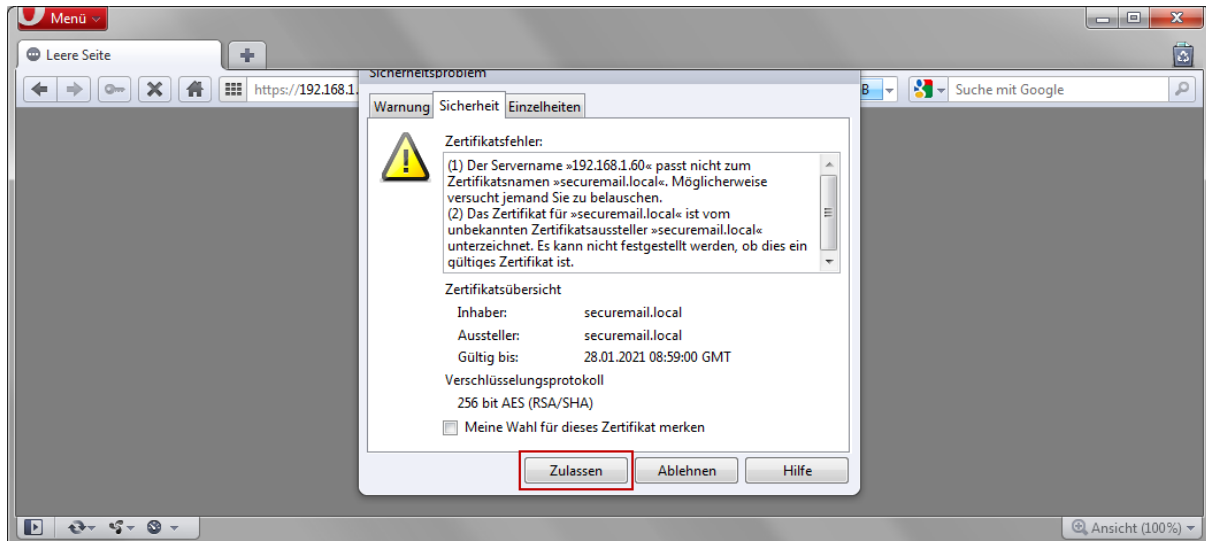 Menü
Leere Seite
Sicherheitsproblem
https://192.168.1.
B
Suche mit Google
Warnung Sicherheit Einzelheiten
Zertifikatsfehler:
(1) Der Servername »192.168.1.60« passt nicht zum
Zertifikatsnamen »securemail.local«. Möglicherweise
versucht jemand Sie zu belauschen.
(2) Das Zertifikat für »securemail.local« ist vom
unbekannten Zertifikatsaussteller »securemail.local«
unterzeichnet. Es kann nicht festgestellt werden, ob dies ein
gültiges Zertifikat ist.
Zertifikatsübersicht
Inhaber: securemail.local
Aussteller: securemail.local
Gültig bis: 28.01.2021 08:59:00 GMT
Verschlüsselungsprotokoll
256 bit AES (RSA/SHA)
Meine Wahl für dieses Zertifikat merken
Zulassen Ablehnen Hilfe
Ansicht (100%)